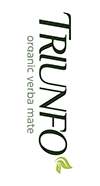 TRIUNFO
organic yerba mate